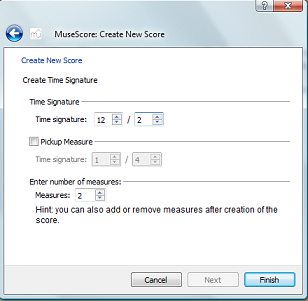 MuseScore: Create New Score
Create New Score
Create Time Signature
Time Signature
Time signature: 12 / 2
Pickup Measure
Time signature: 1 / 4
Enter number of measures:
Measures: 2
Hint: you can also add or remove measures after creation of the
score.
Cancel Next Finish